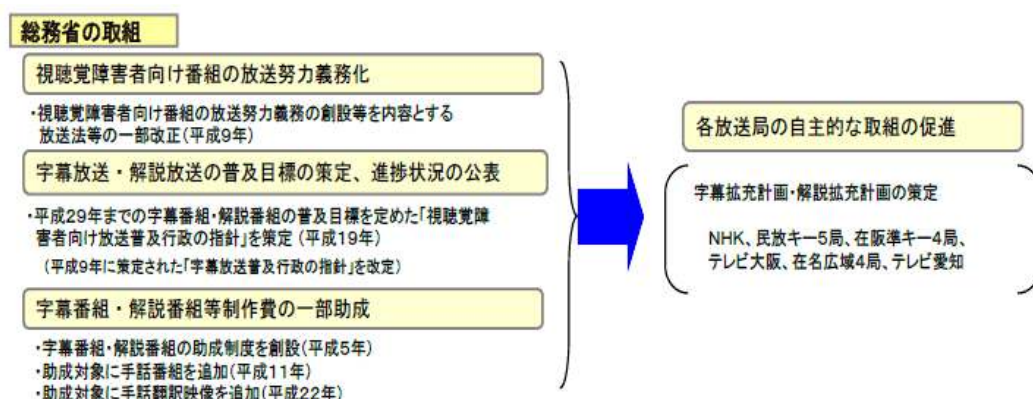 総務省の取組
視聴覚障害者向け番組の放送努力義務化
・視聴覚障害者向け番組の放送努力義務の創設等を内容とする
放送法等の一部改正(平成9年)
字幕放送・解説放送の普及目標の策定、進捗状況の公表
・平成29年までの字幕番組・解説番組の普及目標を定めた「視聴覚障
害者向け放送普及行政の指針」を策定 (平成19年)
(平成9年に策定された「字幕放送普及行政の指針」を改定)
字幕番組・解説番組等制作費の一部助成
・字幕番組・解説番組の助成制度を創設(平成5年)
・助成対象に手話番組を追加(平成11年)
・助成対象に手話翻訳映像を追加(平成22年)
各放送局の自主的な取組の促進
字幕拡充計画・解説拡充計画の策定
NHK、民放キー5局、在阪準キー4局、
テレビ大阪、在名広域4局、テレビ愛知